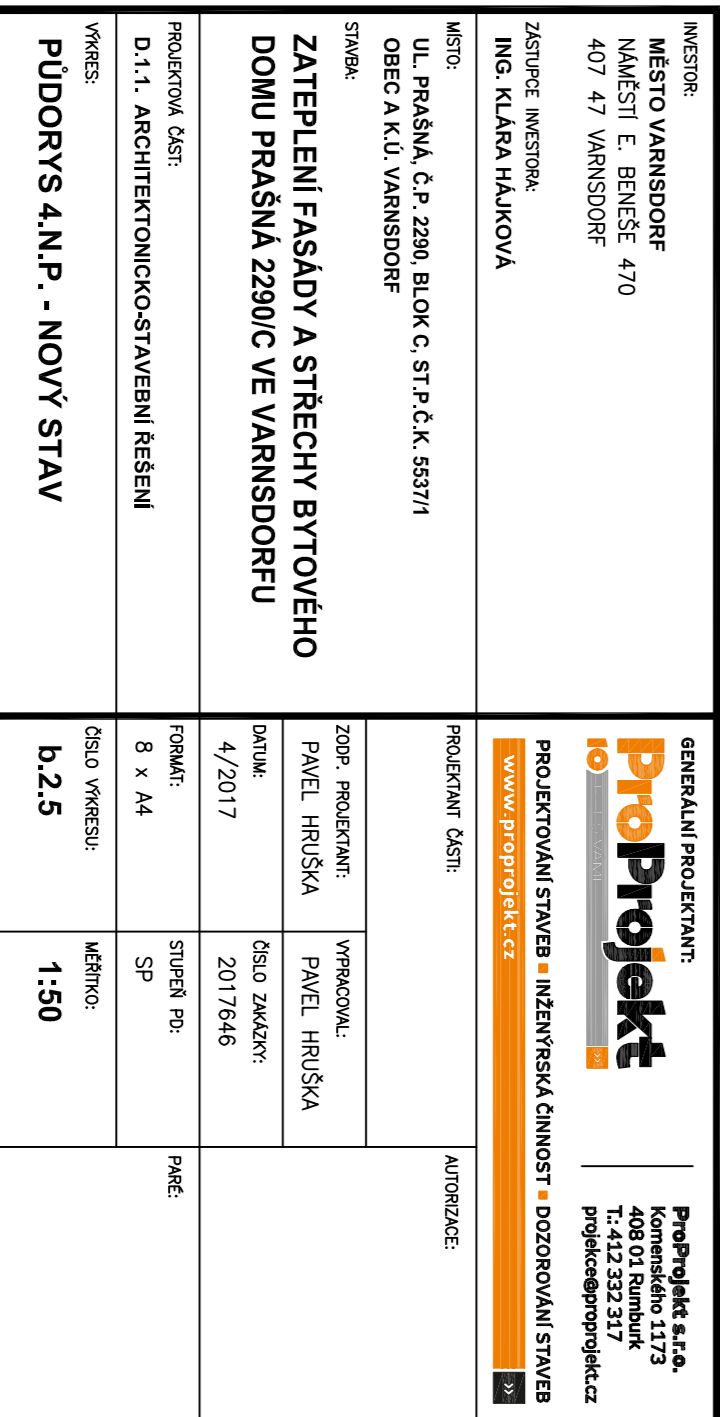 INVESTOR:
MĚSTO VARNSDORF
NÁMĚSTÍ E. BENEŠE 470
407 47 VARNSDORF
ZÁSTUPCE INVESTORA:
ING. KLÁRA HÁJKOVÁ
MÍSTO:
UL. PRAŠNÁ, Č.P. 2290, BLOK C, ST.P.Č.K. 5537/1
OBEC A K.Ú. VARNSDORF
STAVBA:
ZATEPLENÍ FASÁDY A STŘECHY BYTOVÉHO
DOMU PRAŠNÁ 2290/C VE VARNSDORFU
PROJEKTOVÁ ČÁST:
D.1.1. ARCHITEKTONICKO-STAVEBNÍ ŘEŠENÍ
VÝKRES:
PŮDORYS 4.N.P. - NOVÝ STAV
GENERÁLNÍ PROJEKTANT:
ProProjekt
10 LET S VÁMI
ProProjekt s.r.o.
Komenského 1173
408 01 Rumburk
T.: 412 332 317
projekce@proprojekt.cz
PROJEKTOVÁNÍ STAVEB ■ INŽENÝRSKÁ ČINNOST ■ DOZOROVÁNÍ STAVEB
www.proprojekt.cz
PROJEKTANT ČÁSTI:
AUTORIZACE:
ZODP. PROJEKTANT:
PAVEL HRUŠKA
VYPRACOVAL:
PAVEL HRUŠKA
DATUM:
4/2017
ČÍSLO ZAKÁZKY:
2017646
FORMÁT:
8 x A4
STUPEŇ PD:
SP
PARÉ:
ČÍSLO VÝKRESU:
b.2.5
MĚŘÍTKO:
1:50